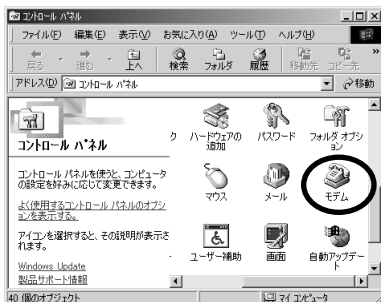 コントロール パネル
ファイル(F) 編集(E) 表示(V) お気に入り(A) ツール(T) ヘルプ(H)
戻る 進む 上へ 検索 フォルダ 履歴 移動先 コピー先 »
アドレス(D) コントロール パネル 移動
コントロール パネル
コントロール パネルを使うと、コンピュータ
の設定を好みに応じて変更できます。
よく使用するコントロール パネルのオプシ
ョンを表示する。
アイコンを選択すると、その説明が表示さ
れます。
Windows Update
製品サポート情報
ク
ハードウェアの
追加
パスワード
フォルダ オプシ
ョン
マウス
メール
モデム
ユーザー補助
画面
自動アップデー
ト
40 個のオブジェクト
マイ コンピュータ